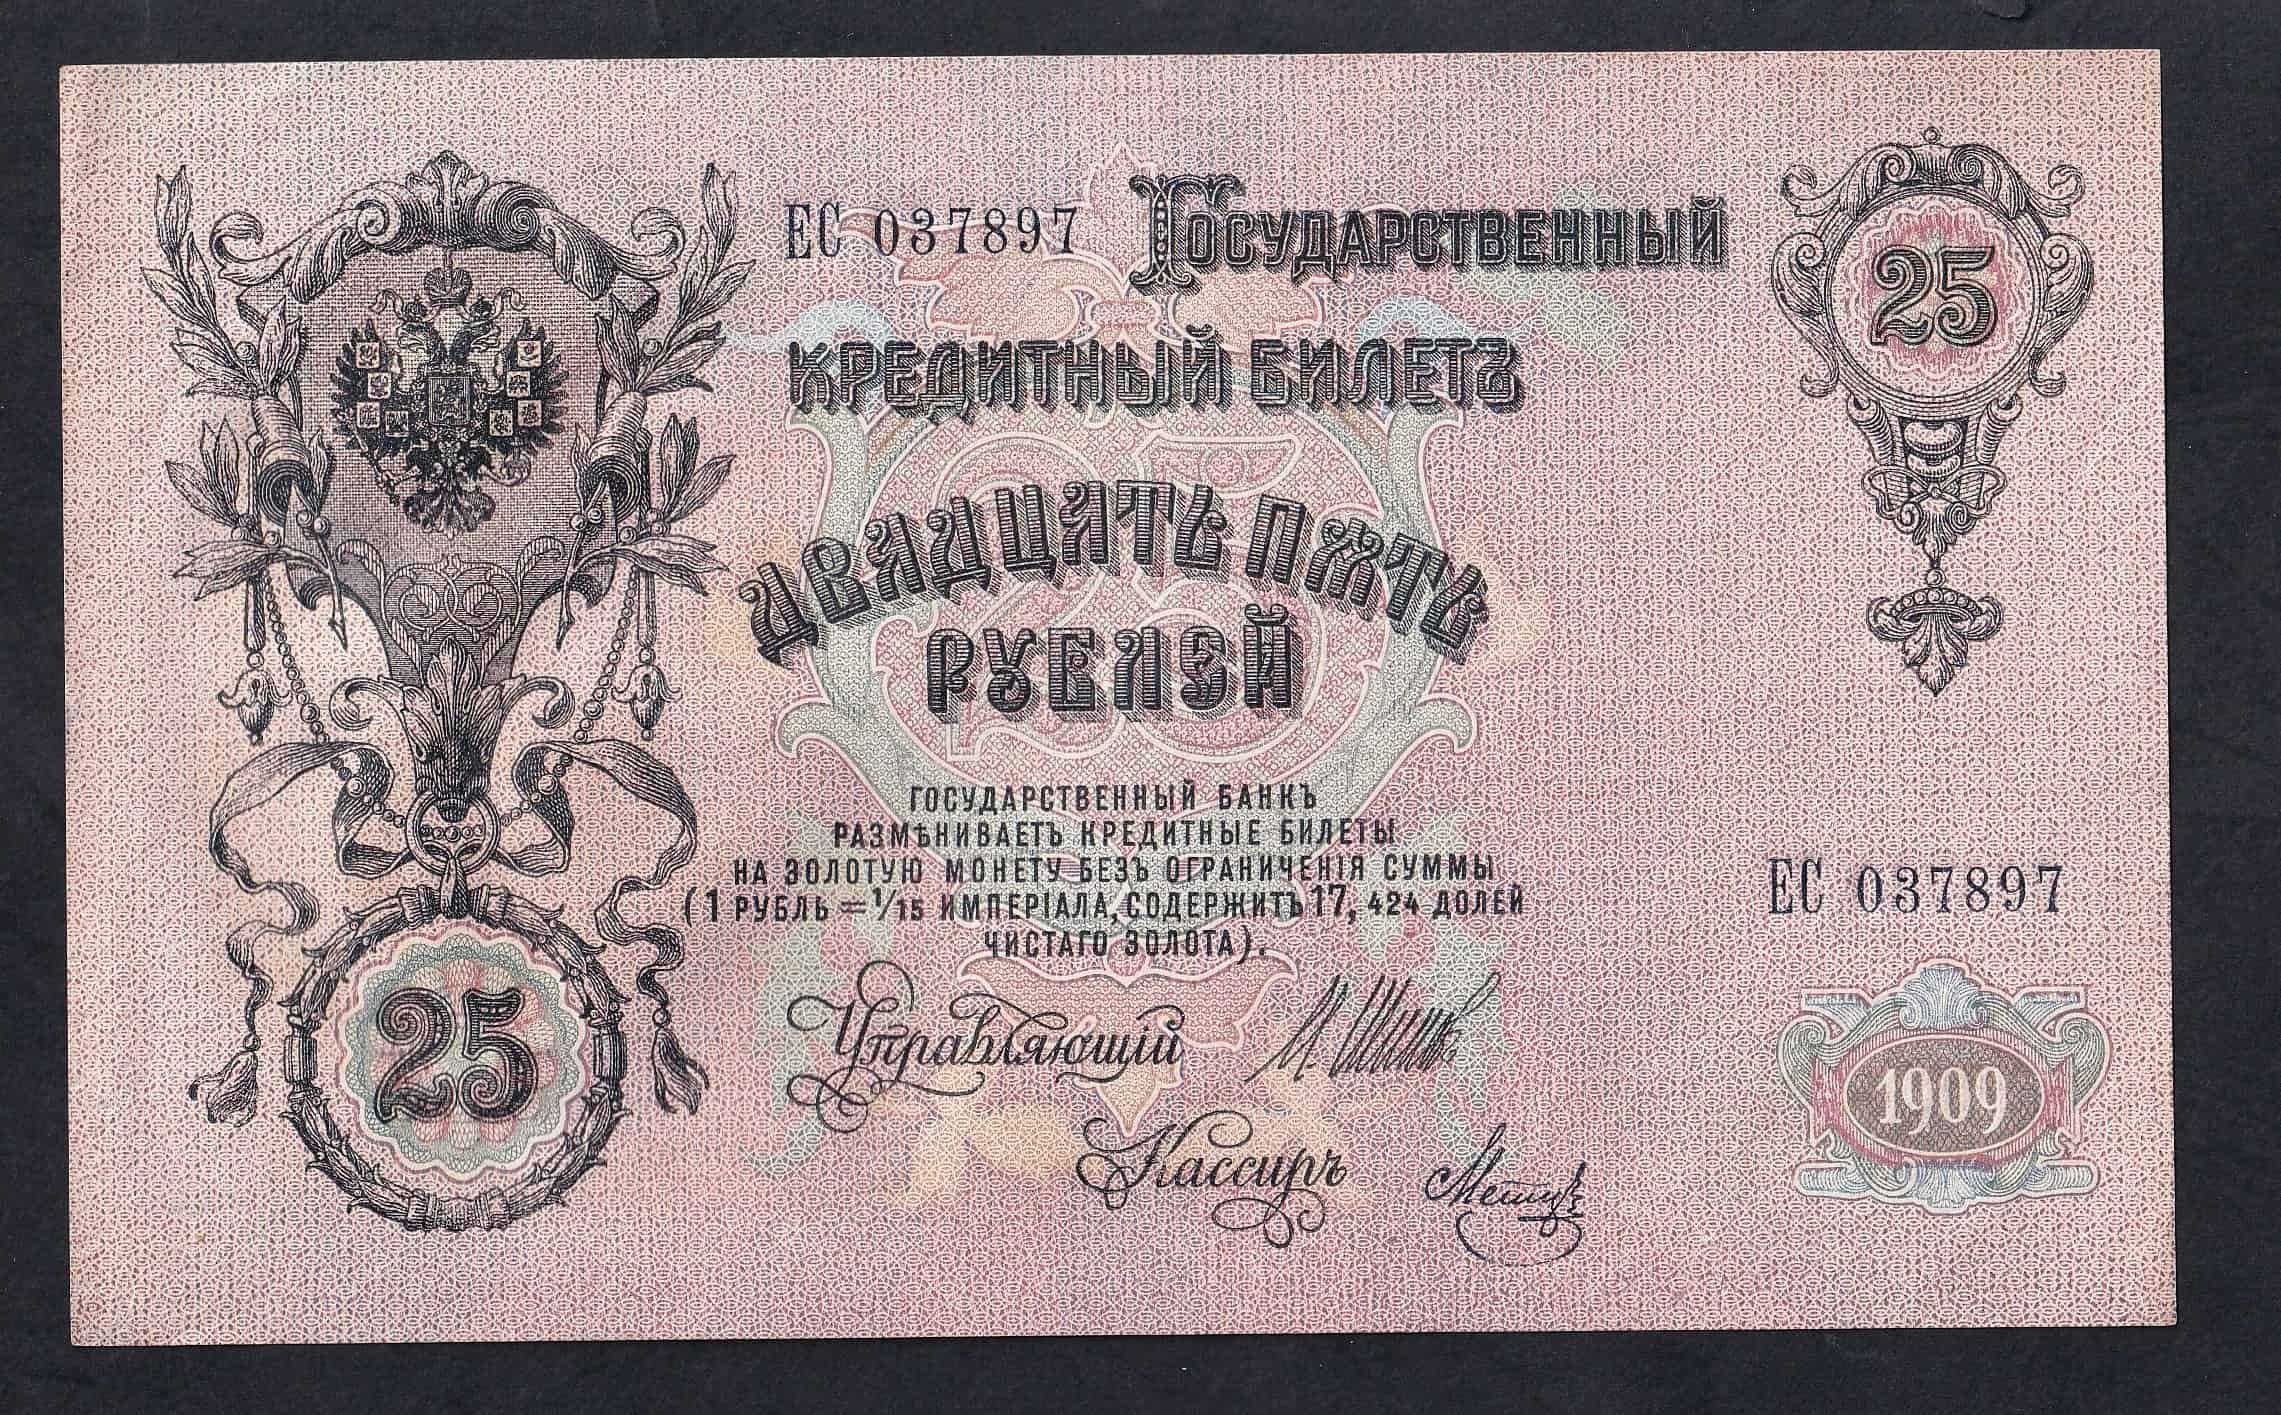 ЕС 037897
Государственный
25
Кредитный Билетъ
Двадцать пять
рублей
ГОСУДАРСТВЕННЫЙ БАНКЪ
РАЗМѢНИВАЕТЪ КРЕДИТНЫЕ БИЛЕТЫ
НА ЗОЛОТУЮ МОНЕТУ БЕЗЪ ОГРАНИЧЕНІЯ СУММЫ
(1 РУБЛЬ = 1/15 ИМПЕРІАЛА, СОДЕРЖИТЪ 17, 424 ДОЛЕЙ
ЧИСТАГО ЗОЛОТА).
ЕС 037897
25
Управляющій
Кассиръ
1909